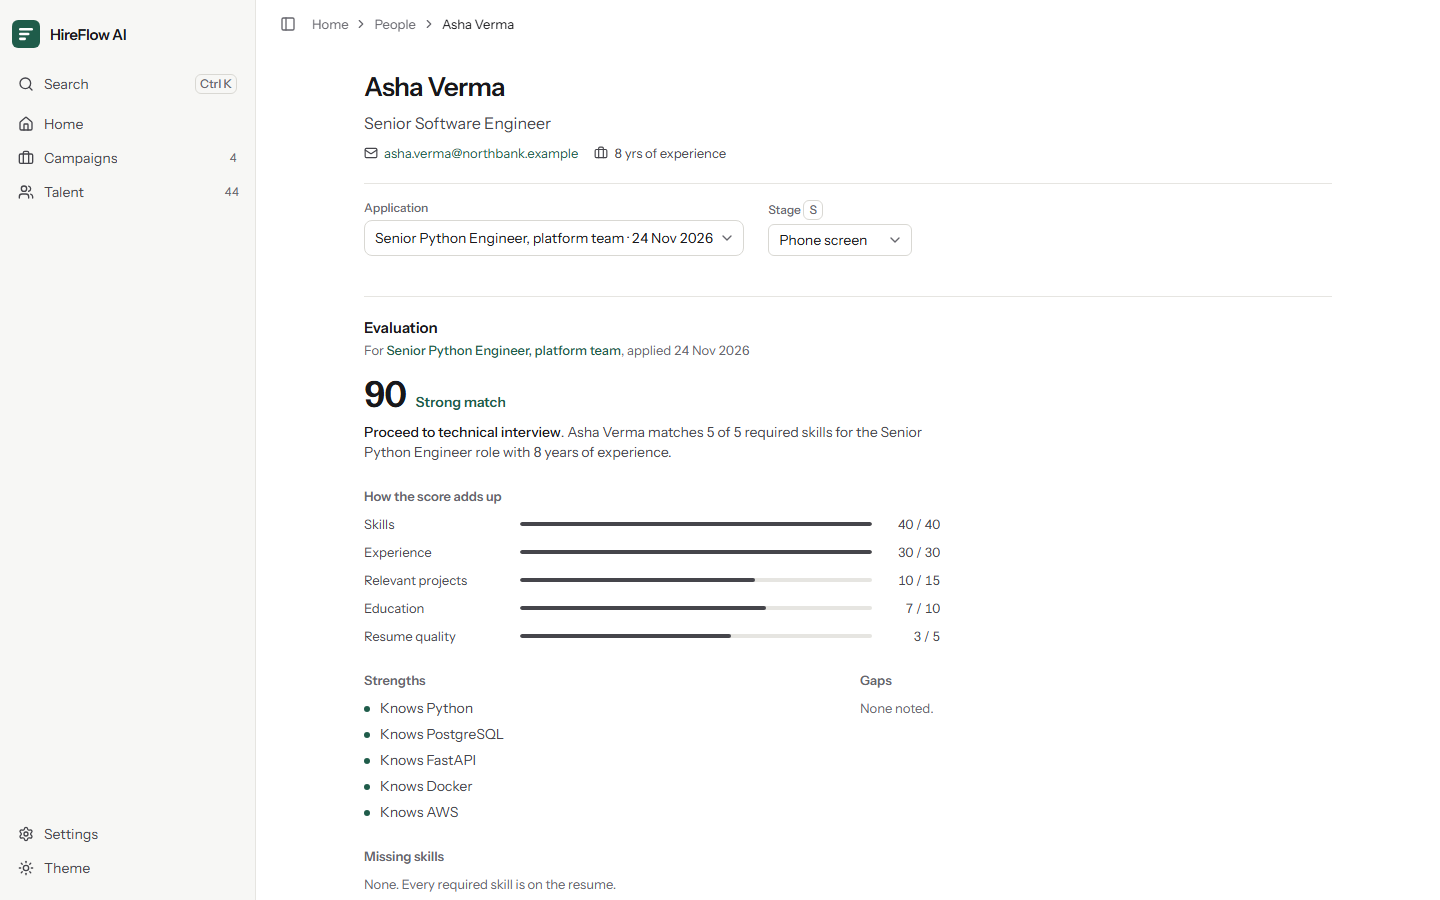 HireFlow AI
Search Ctrl K
Home
Campaigns 4
Talent 44
Settings
Theme
Home > People > Asha Verma
Asha Verma
Senior Software Engineer
asha.verma@northbank.example 8 yrs of experience
Application
Senior Python Engineer, platform team · 24 Nov 2026
Stage S
Phone screen
Evaluation
For Senior Python Engineer, platform team, applied 24 Nov 2026
90 Strong match
Proceed to technical interview. Asha Verma matches 5 of 5 required skills for the Senior
Python Engineer role with 8 years of experience.
How the score adds up
Skills 40 / 40
Experience 30 / 30
Relevant projects 10 / 15
Education 7 / 10
Resume quality 3 / 5
Strengths
Knows Python
Knows PostgreSQL
Knows FastAPI
Knows Docker
Knows AWS
Gaps
None noted.
Missing skills
None. Every required skill is on the resume.